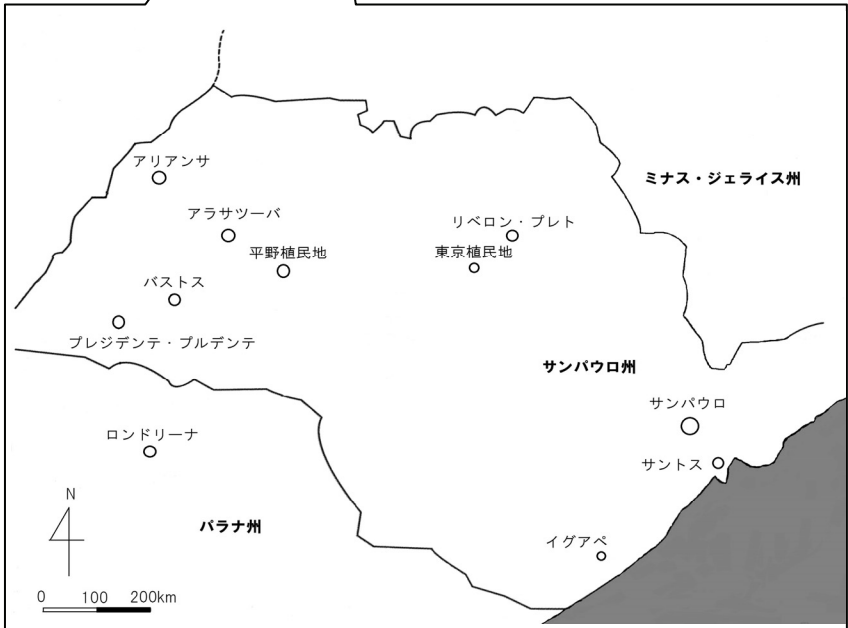 アリアンサ
ミナス・ジェライス州
アラサツーバ
リベロン・プレト
平野植民地
東京植民地
バストス
プレジデンテ・プルデンテ
サンパウロ州
サンパウロ
ロンドリーナ
サントス
N
パラナ州
イグアペ
0 100 200km